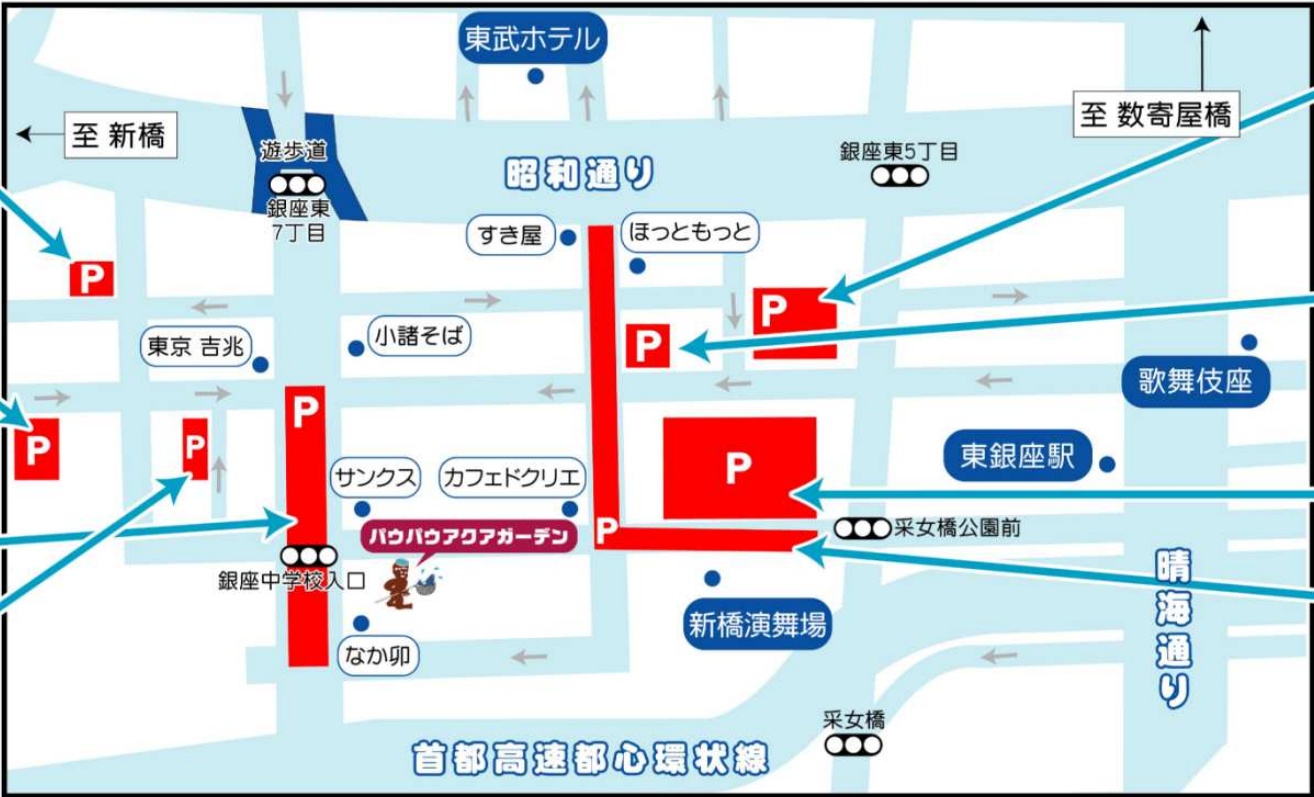 東武ホテル
至 数寄屋橋
至 新橋
遊歩道
銀座東
7丁目
昭和通り
銀座東5丁目
すき屋
ほっともっと
P
P
P
東京 吉兆
小諸そば
歌舞伎座
P
P
P
P
東銀座駅
サンクス
カフェドクリエ
P
パウパウアクアガーデン
采女橋公園前
銀座中学校入口
晴海通り
新橋演舞場
なか卯
采女橋
首都高速都心環状線